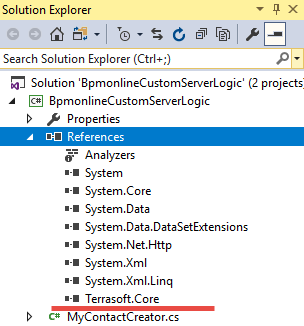 Solution Explorer
Search Solution Explorer (Ctrl+;)
Solution 'BpmonlineCustomServerLogic' (2 projects)
C# BpmonlineCustomServerLogic
Properties
References
Analyzers
System
System.Core
System.Data
System.Data.DataSetExtensions
System.Net.Http
System.Xml
System.Xml.Linq
Terrasoft.Core
C# MyContactCreator.cs